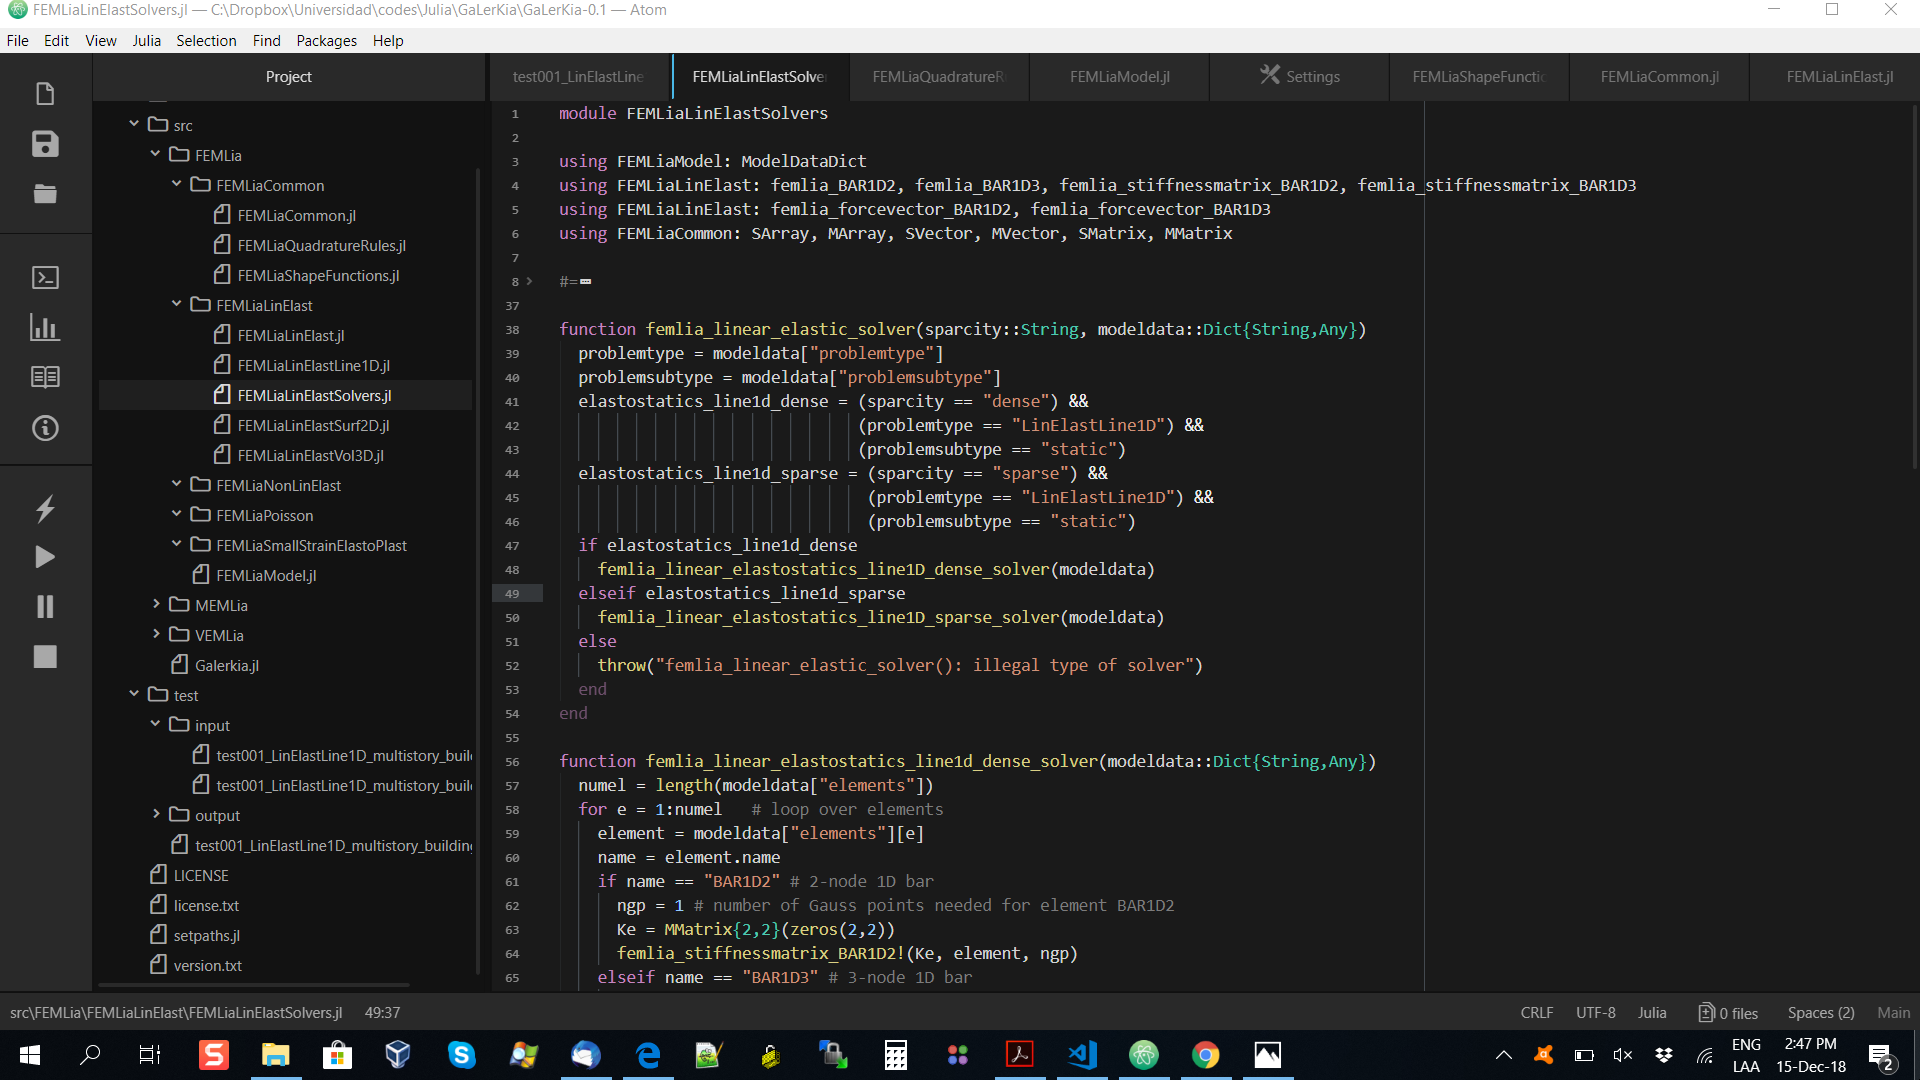 FEMLiaLinElastSolvers.jl — C:\Dropbox\Universidad\codes\Julia\GaLerKia\GaLerKia-0.1 — Atom
File Edit View Julia Selection Find Packages Help
Project
test001_LinElastLine FEMLiaLinElastSolver FEMLiaQuadratureR FEMLiaModel.jl Settings FEMLiaShapeFunctic FEMLiaCommon.jl FEMLiaLinElast.jl
src
FEMLia
FEMLiaCommon
FEMLiaCommon.jl
FEMLiaQuadratureRules.jl
FEMLiaShapeFunctions.jl
FEMLiaLinElast
FEMLiaLinElast.jl
FEMLiaLinElastLine1D.jl
FEMLiaLinElastSolvers.jl
FEMLiaLinElastSurf2D.jl
FEMLiaLinElastVol3D.jl
FEMLiaNonLinElast
FEMLiaPoisson
FEMLiaSmallStrainElastoPlast
FEMLiaModel.jl
MEMLia
VEMLia
Galerkia.jl
test
input
test001_LinElastLine1D_multistory_buil
test001_LinElastLine1D_multistory_buil
output
test001_LinElastLine1D_multistory_building
LICENSE
license.txt
setpaths.jl
version.txt
1 module FEMLiaLinElastSolvers
2
3 using FEMLiaModel: ModelDataDict
4 using FEMLiaLinElast: femlia_BAR1D2, femlia_BAR1D3, femlia_stiffnessmatrix_BAR1D2, femlia_stiffnessmatrix_BAR1D3
5 using FEMLiaLinElast: femlia_forcevector_BAR1D2, femlia_forcevector_BAR1D3
6 using FEMLiaCommon: SArray, MArray, SVector, MVector, SMatrix, MMatrix
7
8 #=
37
38 function femlia_linear_elastic_solver(sparcity::String, modeldata::Dict{String,Any})
39 problemtype = modeldata["problemtype"]
40 problemsubtype = modeldata["problemsubtype"]
41 elastostatics_line1d_dense = (sparcity == "dense") &&
42 (problemtype == "LinElastLine1D") &&
43 (problemsubtype == "static")
44 elastostatics_line1d_sparse = (sparcity == "sparse") &&
45 (problemtype == "LinElastLine1D") &&
46 (problemsubtype == "static")
47 if elastostatics_line1d_dense
48 femlia_linear_elastostatics_line1D_dense_solver(modeldata)
49 elseif elastostatics_line1d_sparse
50 femlia_linear_elastostatics_line1D_sparse_solver(modeldata)
51 else
52 throw("femlia_linear_elastic_solver(): illegal type of solver")
53 end
54 end
55
56 function femlia_linear_elastostatics_line1d_dense_solver(modeldata::Dict{String,Any})
57 numel = length(modeldata["elements"])
58 for e = 1:numel # loop over elements
59 element = modeldata["elements"][e]
60 name = element.name
61 if name == "BAR1D2" # 2-node 1D bar
62 ngp = 1 # number of Gauss points needed for element BAR1D2
63 Ke = MMatrix{2,2}(zeros(2,2))
64 femlia_stiffnessmatrix_BAR1D2!(Ke, element, ngp)
65 elseif name == "BAR1D3" # 3-node 1D bar
src\FEMLia\FEMLiaLinElast\FEMLiaLinElastSolvers.jl 49:37 CRLF UTF-8 Julia 0 files Spaces (2) Main
ENG 2:47 PM
LAA 15-Dec-18 2